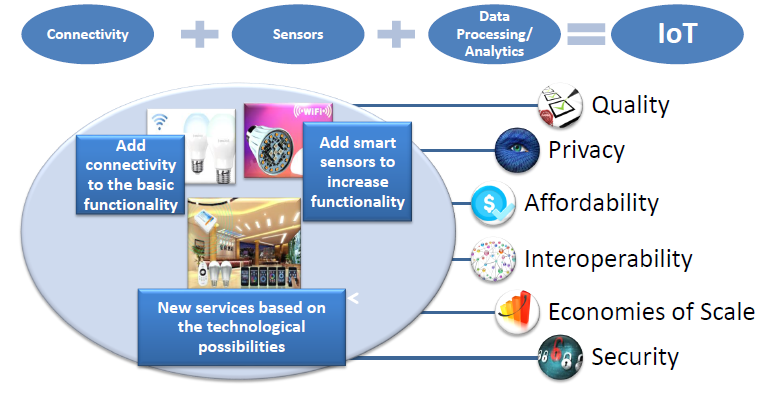 Connectivity
+
Sensors
+
Data
Processing/
Analytics
=
IoT
WiFi
Add
connectivity
to the basic
functionality
Add smart
sensors to
increase
functionality
New services based on
the technological
possibilities
<
Quality
Privacy
$
Affordability
Interoperability
Economies of Scale
Security